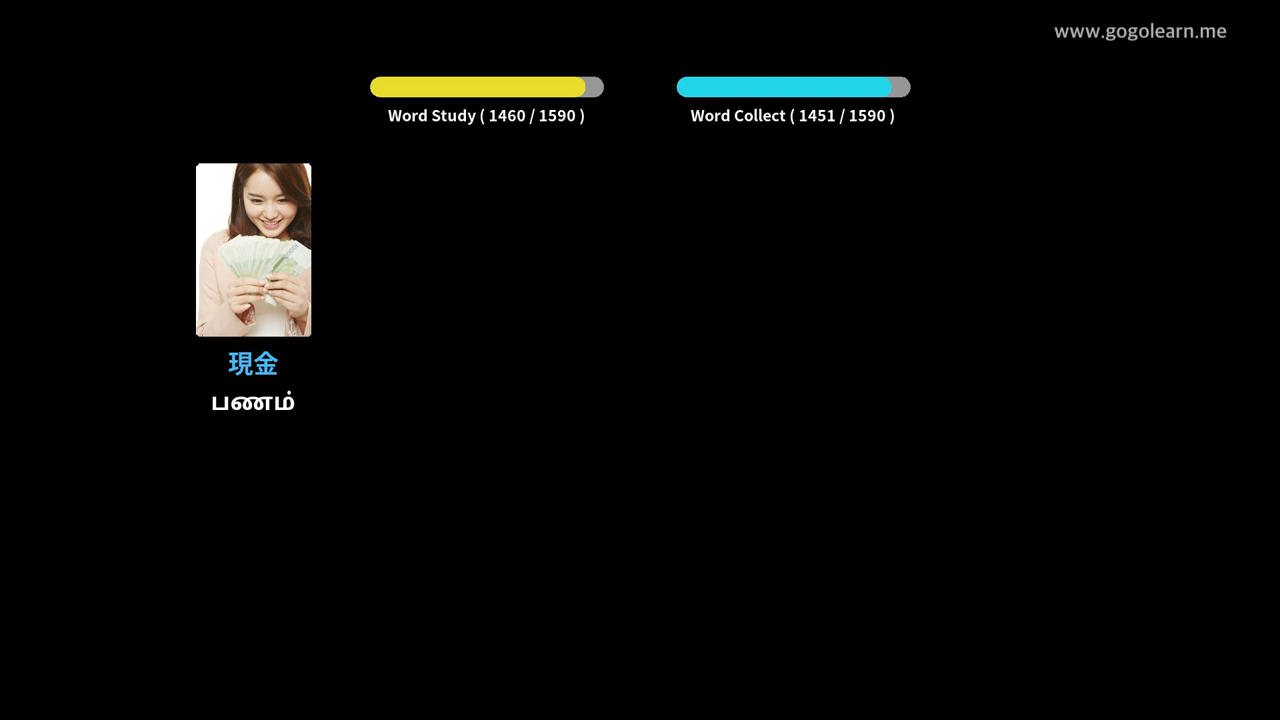 www.gogolearn.me
Word Study ( 1460 / 1590 )
Word Collect ( 1451 / 1590 )
現金
பணம்